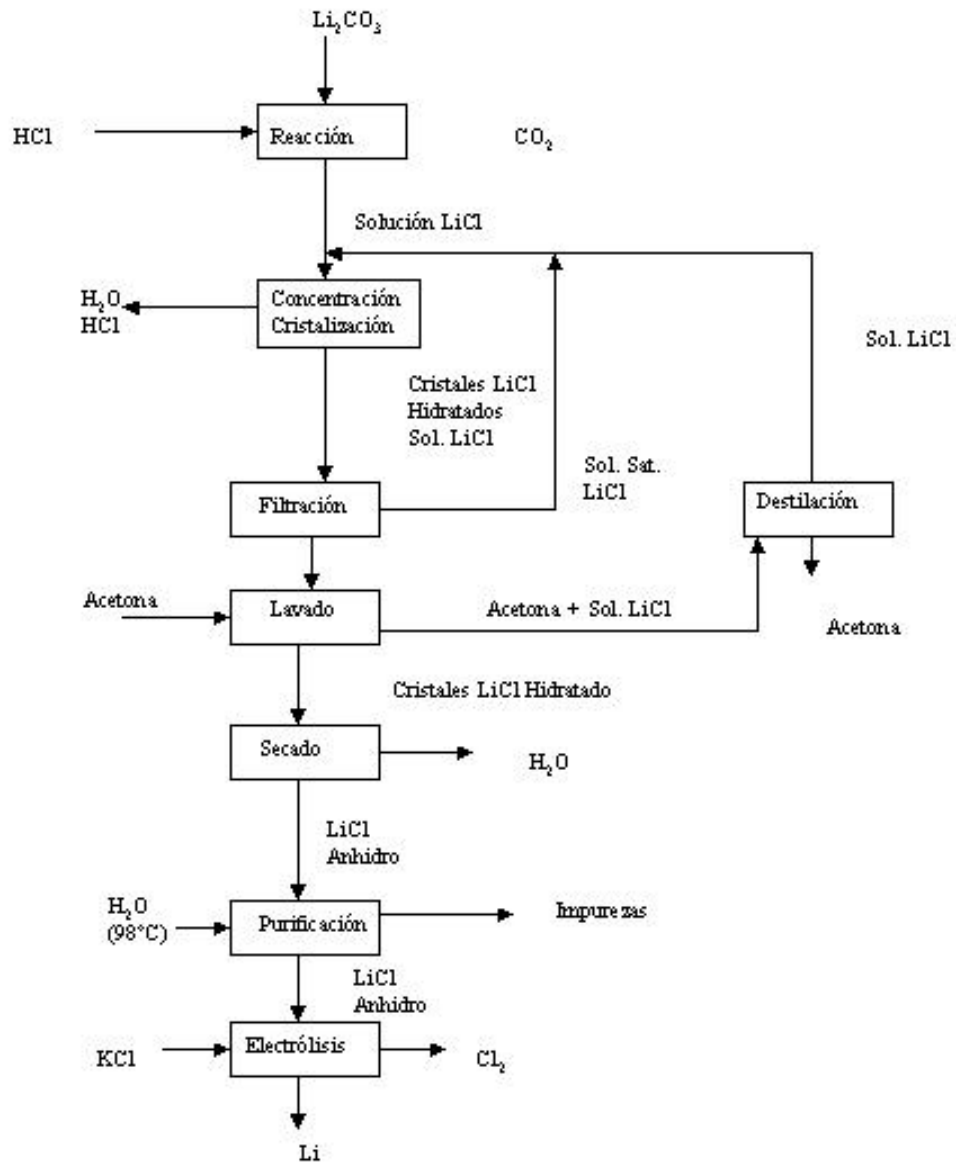 Li₂CO₃
HCl
Reacción
CO₂
Solución LiCl
H₂O
HCl
Concentración
Cristalización
Sol. LiCl
Cristales LiCl
Hidratados
Sol. LiCl
Sol. Sat.
LiCl
Filtración
Destilación
Acetona
Lavado
Acetona + Sol. LiCl
Acetona
Cristales LiCl Hidratado
Secado
H₂O
LiCl
Anhidro
H₂O
(98°C)
Purificación
Impurezas
LiCl
Anhidro
KCl
Electrólisis
Cl₂
Li